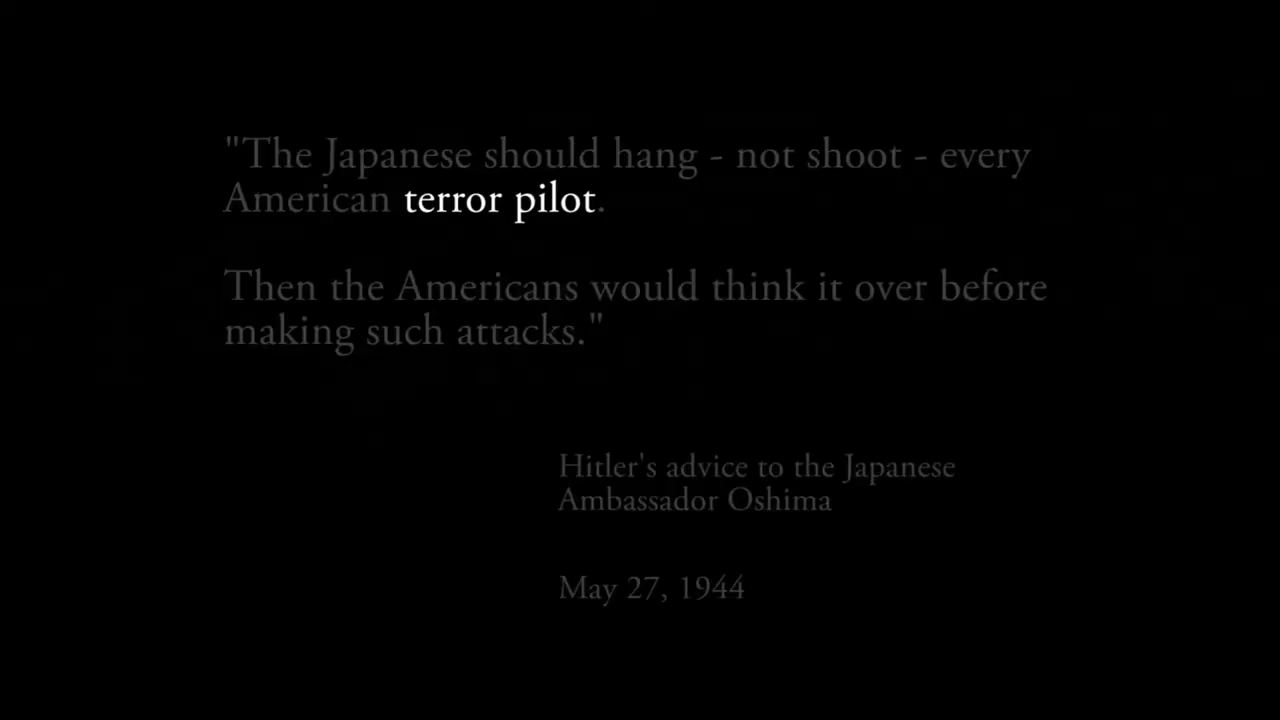 "The Japanese should hang - not shoot - every
American terror pilot.
Then the Americans would think it over before
making such attacks."
Hitler's advice to the Japanese
Ambassador Oshima
May 27, 1944